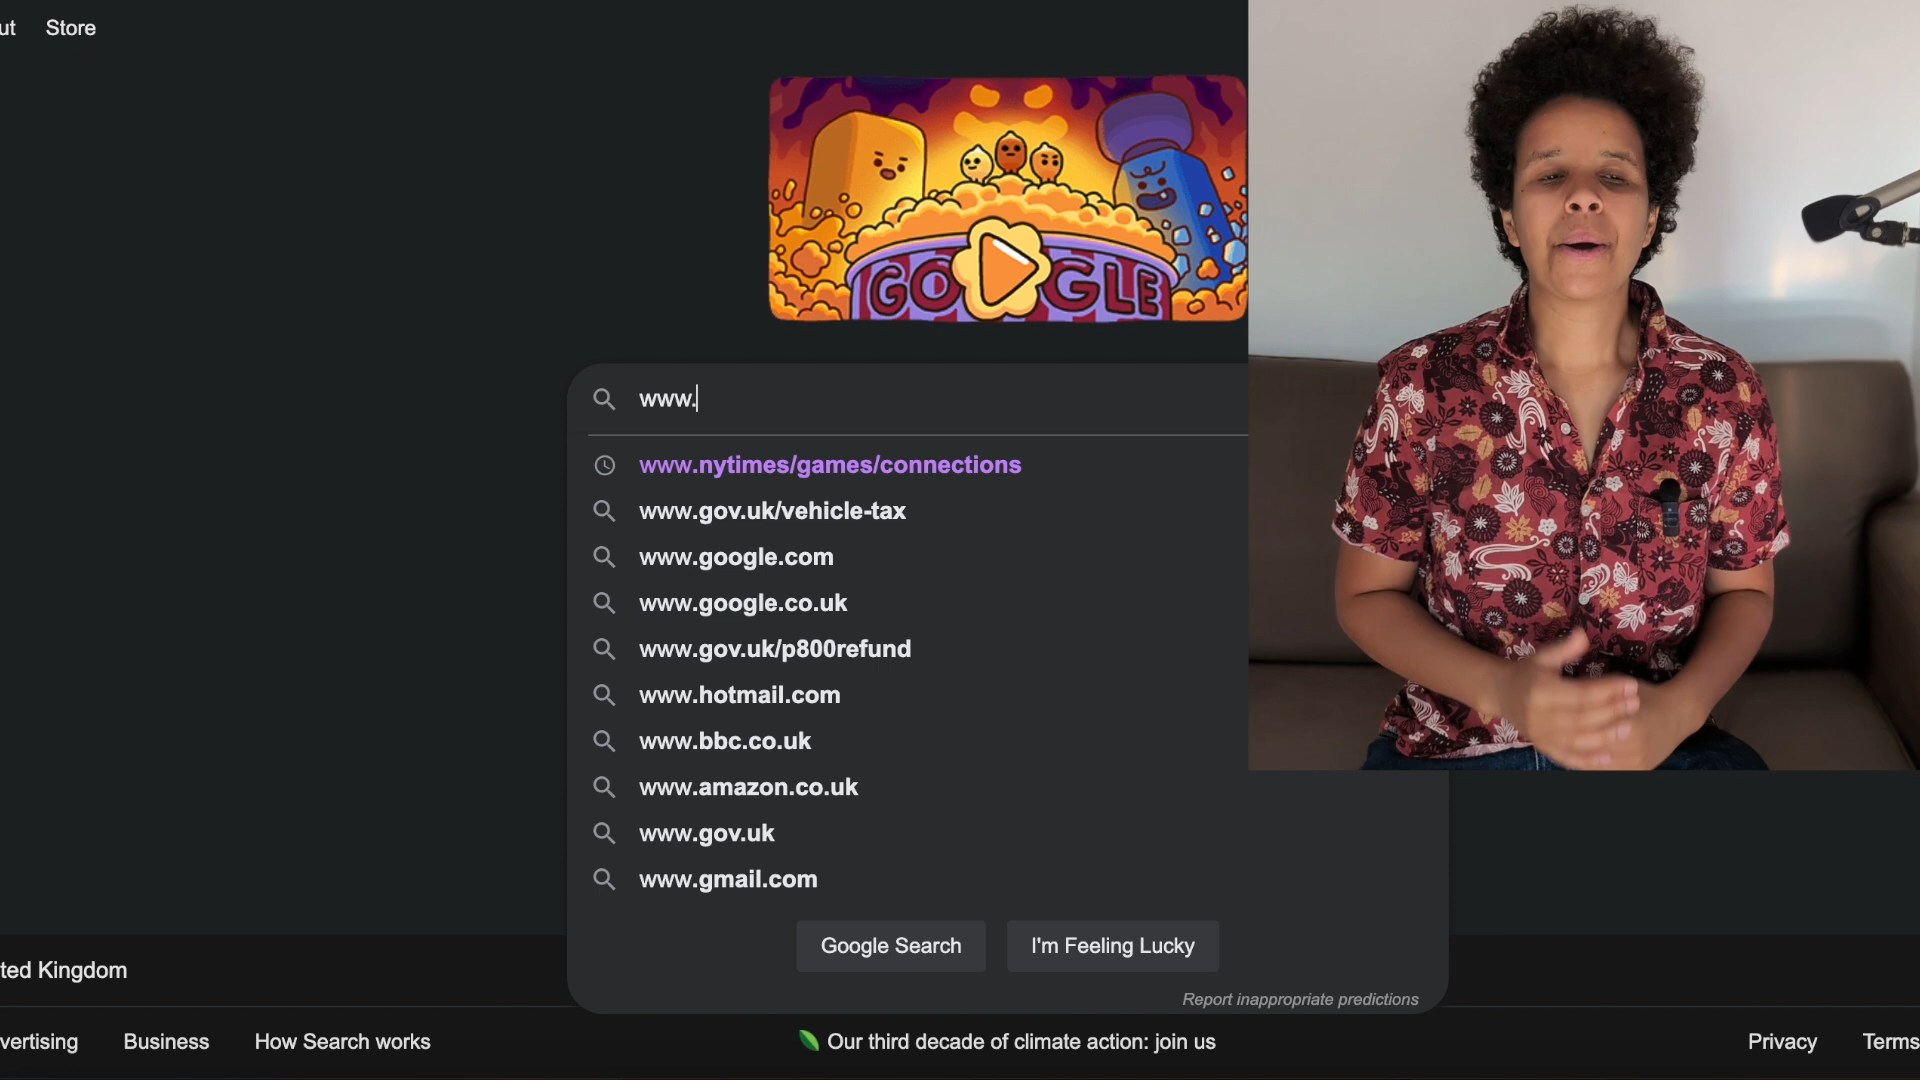 ut Store
GOOGLE
www.
www.nytimes/games/connections
www.gov.uk/vehicle-tax
www.google.com
www.google.co.uk
www.gov.uk/p800refund
www.hotmail.com
www.bbc.co.uk
www.amazon.co.uk
www.gov.uk
www.gmail.com
Google Search I'm Feeling Lucky
Report inappropriate predictions
ted Kingdom
vertising Business How Search works Our third decade of climate action: join us Privacy Terms